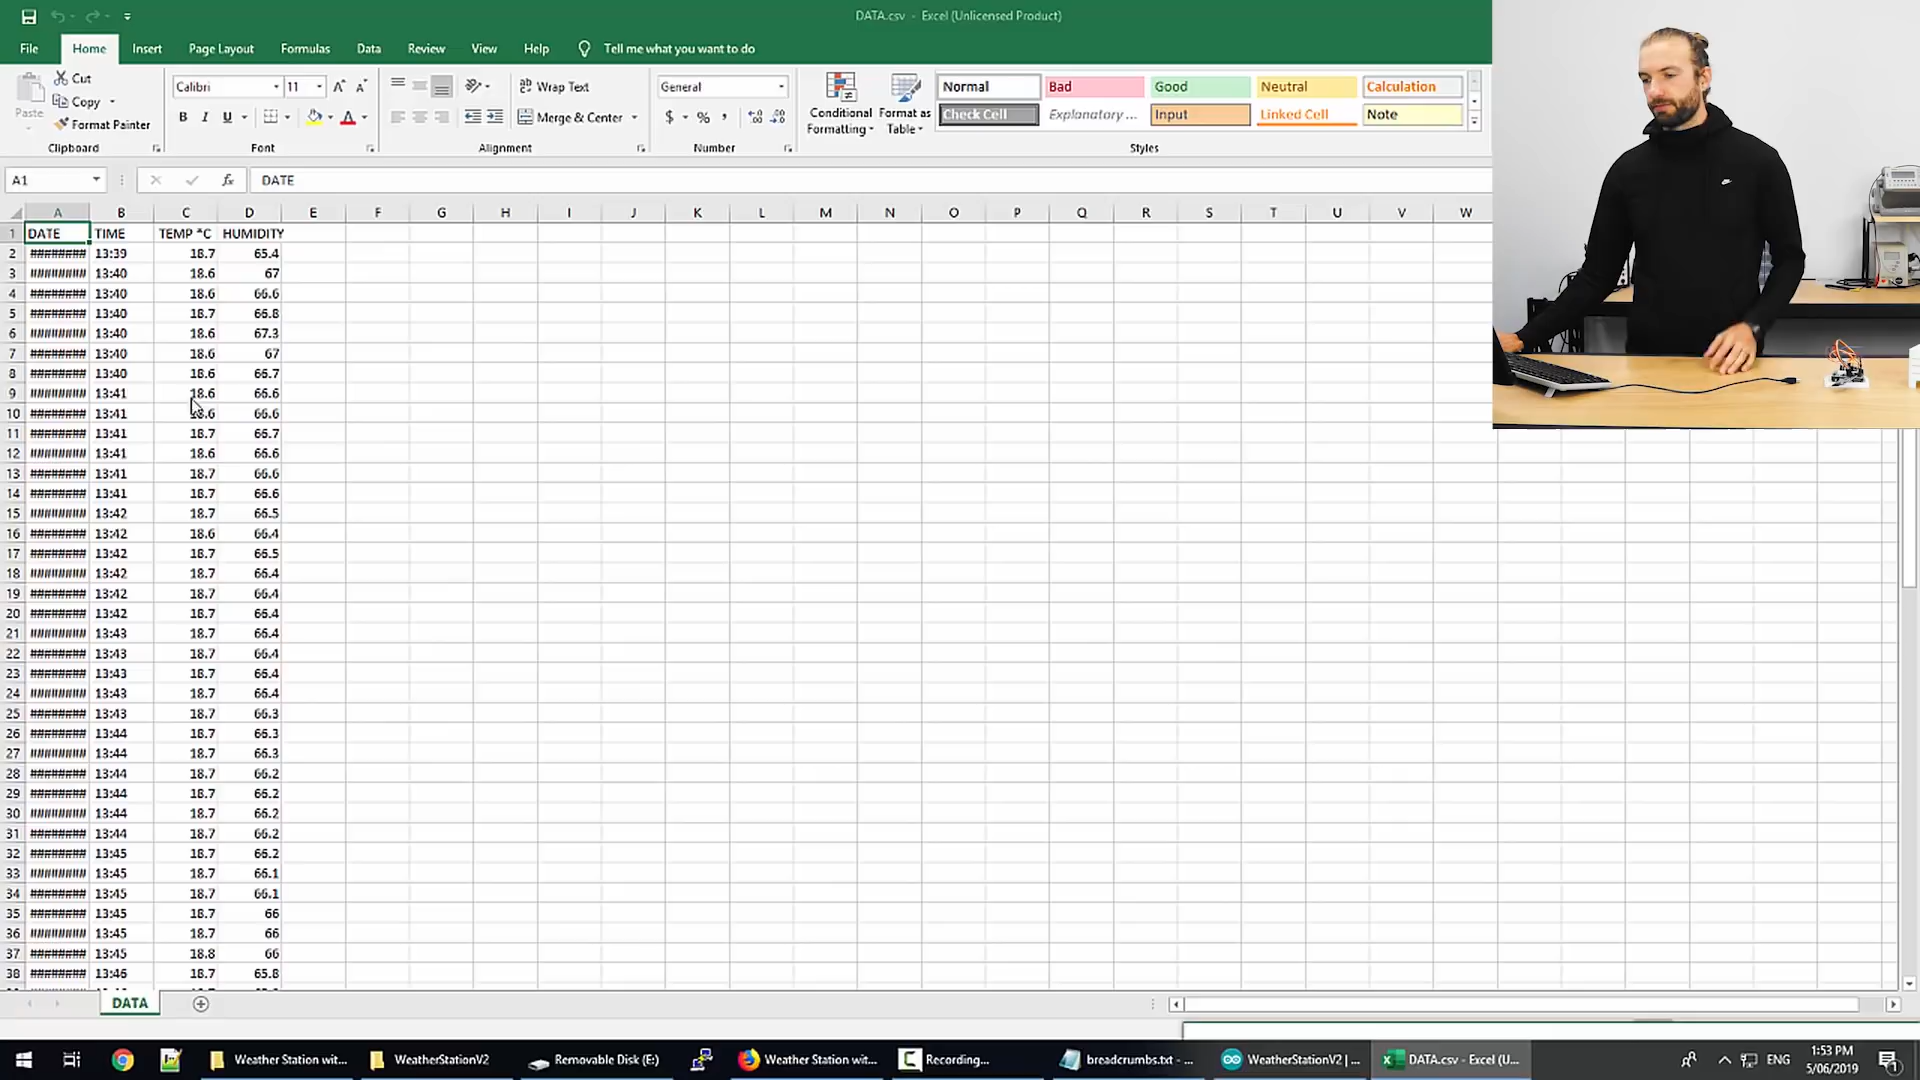 DATA.csv - Excel (Unlicensed Product)
File Home Insert Page Layout Formulas Data Review View Help Tell me what you want to do
Paste
Cut
Copy
Format Painter
Clipboard
Calibri 11
B I U A
Font
Wrap Text
Merge & Center
Alignment
General
$ % ,
Number
Conditional Formatting
Format as Table
Normal Bad Good Neutral Calculation
Check Cell Explanatory ... Input Linked Cell Note
Styles
A1 fx DATE
A B C D E F G H I J K L M N O P Q R S T U V W
1 DATE TIME TEMP *C HUMIDITY
2 ######## 13:39 18.7 65.4
3 ######## 13:40 18.6 67
4 ######## 13:40 18.6 66.6
5 ######## 13:40 18.7 66.8
6 ######## 13:40 18.6 67.3
7 ######## 13:40 18.6 67
8 ######## 13:40 18.6 66.7
9 ######## 13:41 18.6 66.6
10 ######## 13:41 18.6 66.6
11 ######## 13:41 18.7 66.7
12 ######## 13:41 18.6 66.6
13 ######## 13:41 18.7 66.6
14 ######## 13:41 18.7 66.6
15 ######## 13:42 18.7 66.5
16 ######## 13:42 18.6 66.4
17 ######## 13:42 18.7 66.5
18 ######## 13:42 18.7 66.4
19 ######## 13:42 18.7 66.4
20 ######## 13:42 18.7 66.4
21 ######## 13:43 18.7 66.4
22 ######## 13:43 18.7 66.4
23 ######## 13:43 18.7 66.4
24 ######## 13:43 18.7 66.4
25 ######## 13:43 18.7 66.3
26 ######## 13:44 18.7 66.3
27 ######## 13:44 18.7 66.3
28 ######## 13:44 18.7 66.2
29 ######## 13:44 18.7 66.2
30 ######## 13:44 18.7 66.2
31 ######## 13:44 18.7 66.2
32 ######## 13:45 18.7 66.2
33 ######## 13:45 18.7 66.1
34 ######## 13:45 18.7 66.1
35 ######## 13:45 18.7 66
36 ######## 13:45 18.7 66
37 ######## 13:45 18.8 66
38 ######## 13:46 18.7 65.8
DATA
Weather Station wit... WeatherStationV2 Removable Disk (E:) Weather Station wit... Recording... breadcrumbs.txt - ... WeatherStationV2 | ... DATA.csv - Excel (U... ENG 1:53 PM
5/06/2019